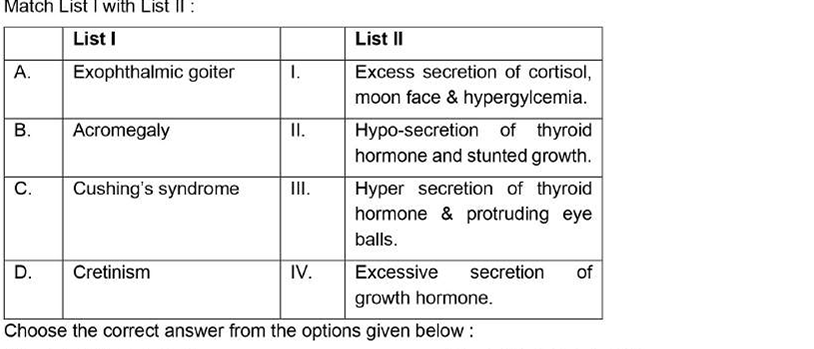 Match List I with List II :
List I List II
A. Exophthalmic goiter I. Excess secretion of cortisol,
moon face & hypergylcemia.
B. Acromegaly II. Hypo-secretion of thyroid
hormone and stunted growth.
C. Cushing's syndrome III. Hyper secretion of thyroid
hormone & protruding eye
balls.
D. Cretinism IV. Excessive secretion of
growth hormone.
Choose the correct answer from the options given below :